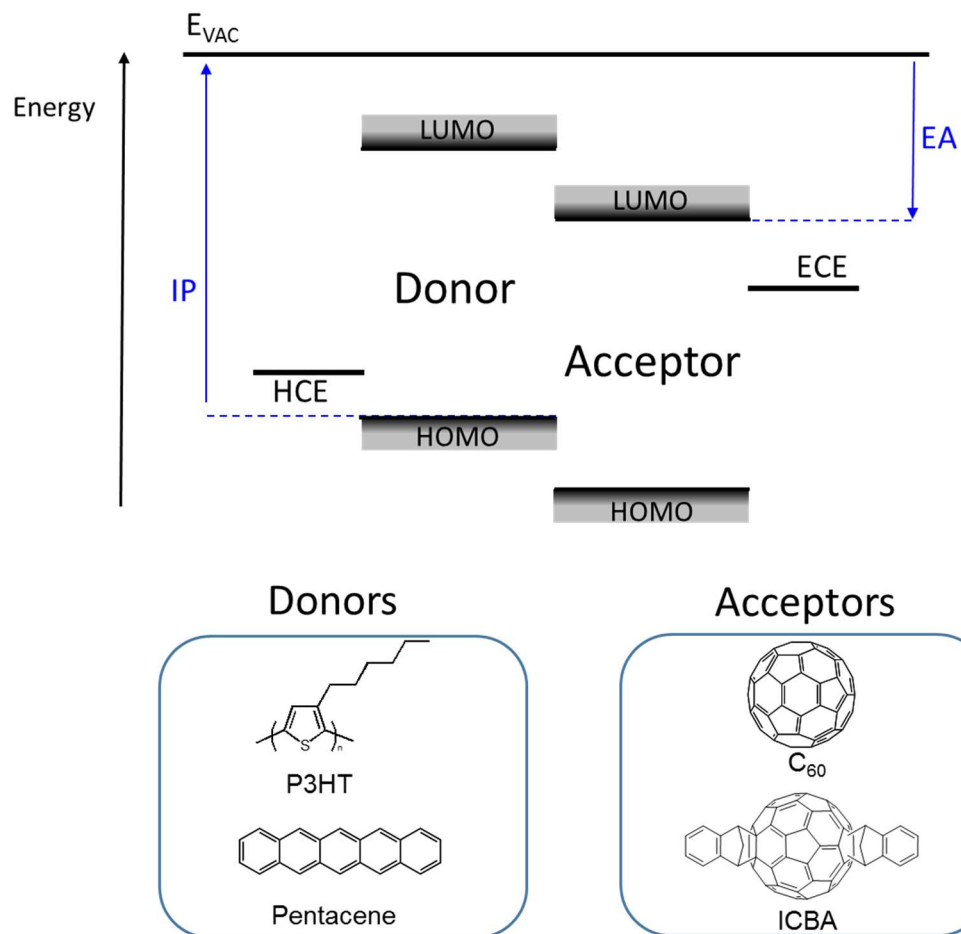 E_VAC
Energy
LUMO
EA
LUMO
ECE
IP
Donor
Acceptor
HCE
HOMO
HOMO
Donors
Acceptors
S
n
P3HT
C₆₀
Pentacene
ICBA